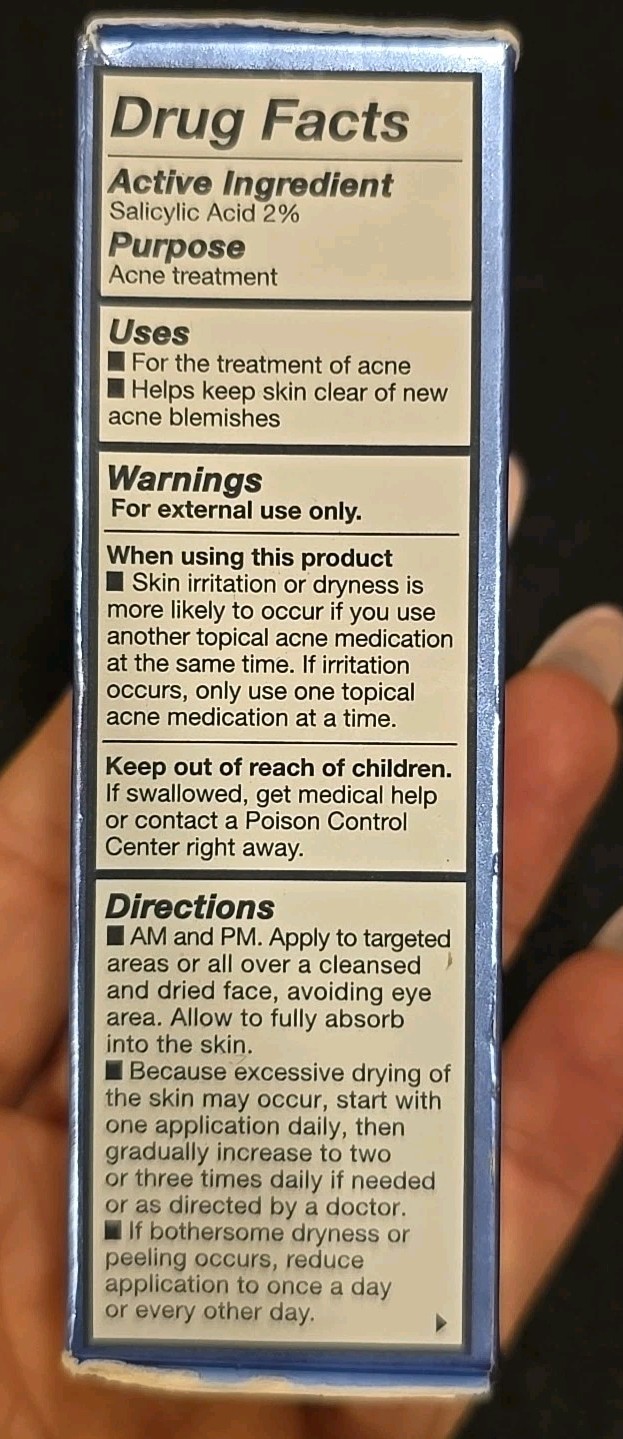 Drug Facts
Active Ingredient
Salicylic Acid 2%
Purpose
Acne treatment
Uses
■ For the treatment of acne
■ Helps keep skin clear of new
acne blemishes
Warnings
For external use only.
When using this product
■ Skin irritation or dryness is
more likely to occur if you use
another topical acne medication
at the same time. If irritation
occurs, only use one topical
acne medication at a time.
Keep out of reach of children.
If swallowed, get medical help
or contact a Poison Control
Center right away.
Directions
■ AM and PM. Apply to targeted
areas or all over a cleansed
and dried face, avoiding eye
area. Allow to fully absorb
into the skin.
■ Because excessive drying of
the skin may occur, start with
one application daily, then
gradually increase to two
or three times daily if needed
or as directed by a doctor.
■ If bothersome dryness or
peeling occurs, reduce
application to once a day
or every other day.